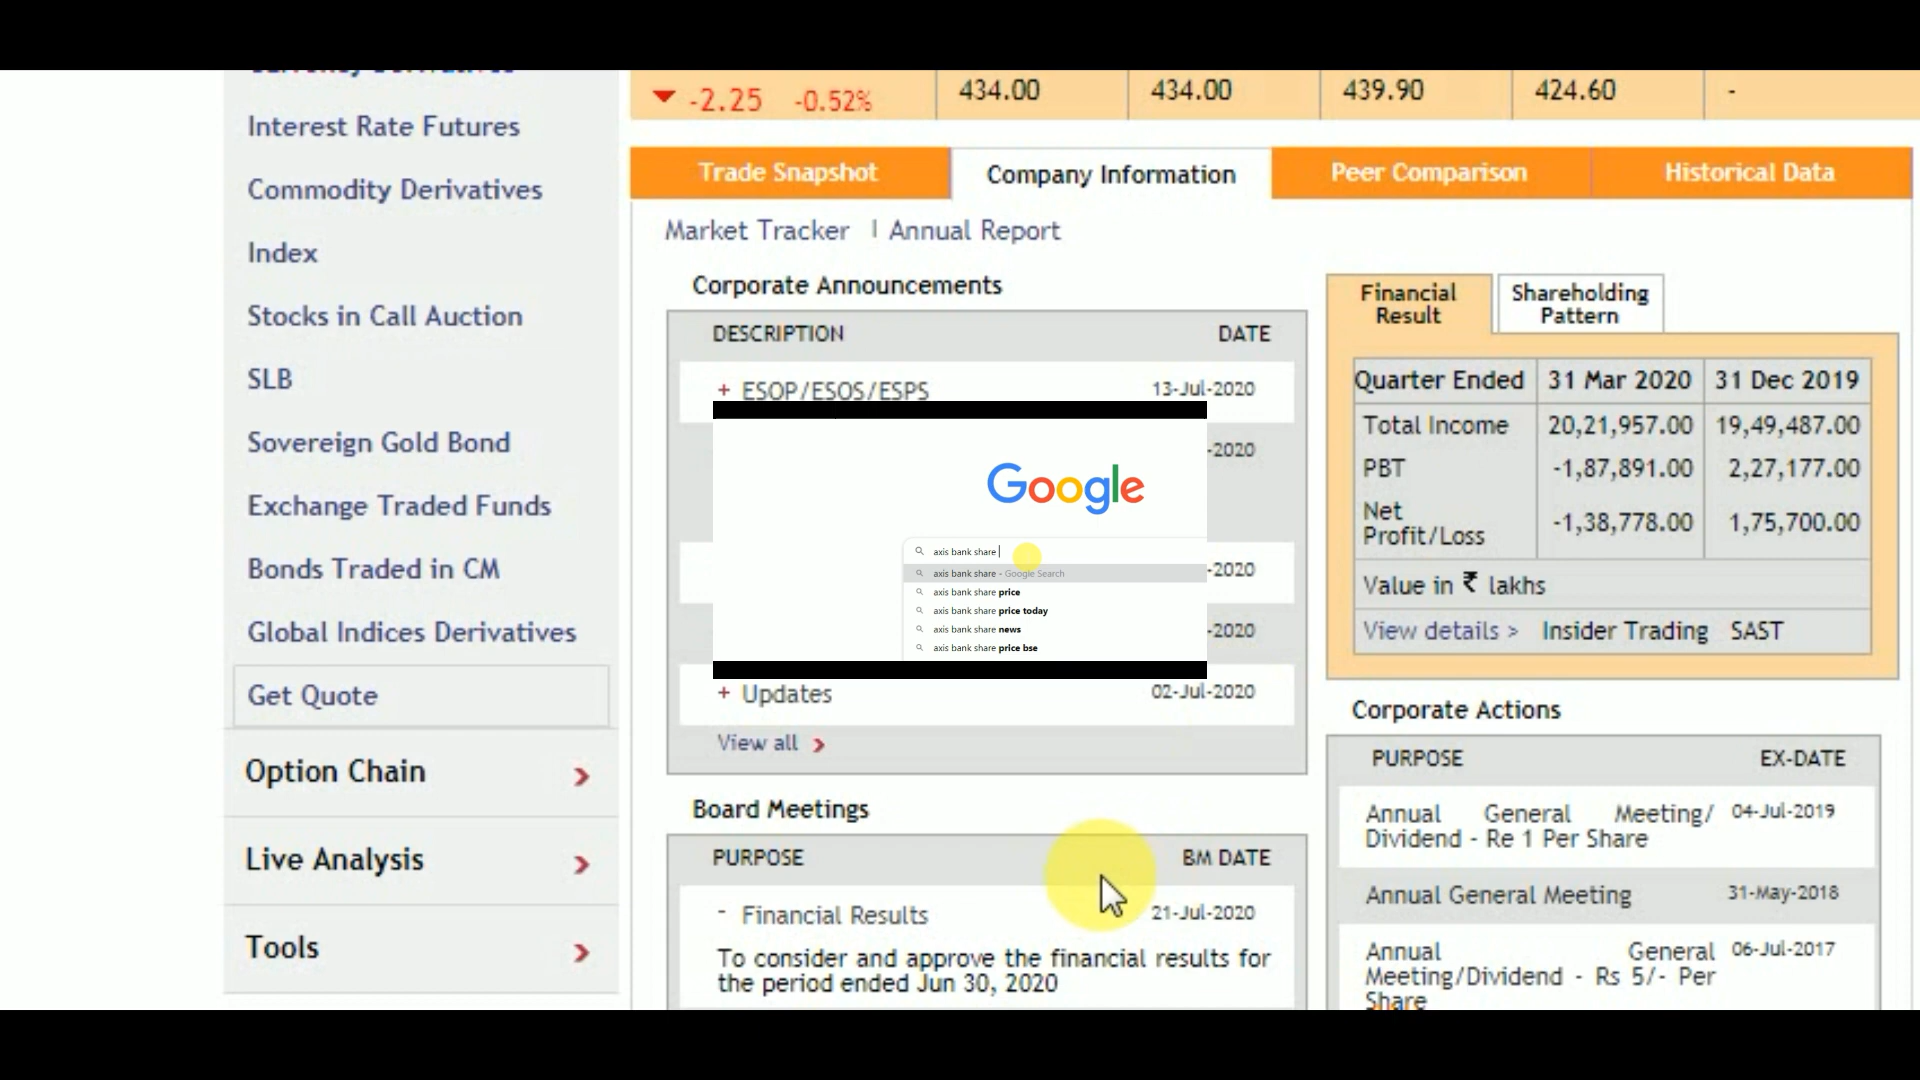 Interest Rate Futures
Commodity Derivatives
Index
Stocks in Call Auction
SLB
Sovereign Gold Bond
Exchange Traded Funds
Bonds Traded in CM
Global Indices Derivatives
Get Quote
Option Chain
Live Analysis
Tools
-2.25 -0.52% 434.00 434.00 439.90 424.60 -
Trade Snapshot Company Information Peer Comparison Historical Data
Market Tracker | Annual Report
Corporate Announcements
DESCRIPTION DATE
+ ESOP/ESOS/ESPS 13-Jul-2020
-2020
-2020
-2020
+ Updates 02-Jul-2020
View all
Google
axis bank share
axis bank share - Google Search
axis bank share price
axis bank share price today
axis bank share news
axis bank share price bse
Board Meetings
PURPOSE BM DATE
- Financial Results 21-Jul-2020
To consider and approve the financial results for
the period ended Jun 30, 2020
Financial
Result
Shareholding
Pattern
Quarter Ended 31 Mar 2020 31 Dec 2019
Total Income 20,21,957.00 19,49,487.00
PBT -1,87,891.00 2,27,177.00
Net
Profit/Loss -1,38,778.00 1,75,700.00
Value in ₹ lakhs
View details > Insider Trading SAST
Corporate Actions
PURPOSE EX-DATE
Annual General Meeting/ 04-Jul-2019
Dividend - Re 1 Per Share
Annual General Meeting 31-May-2018
Annual General 06-Jul-2017
Meeting/Dividend - Rs 5/- Per
Share